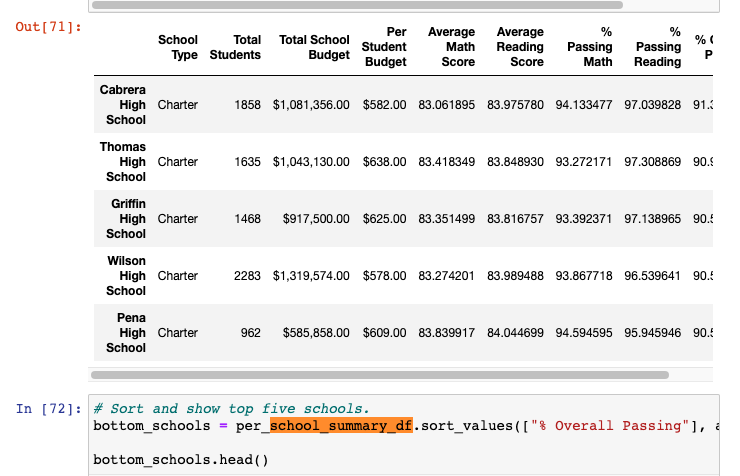 Out[71]:
School Type Total Students Total School Budget Per Student Budget Average Math Score Average Reading Score % Passing Math % Passing Reading %
Cabrera High School Charter 1858 $1,081,356.00 $582.00 83.061895 83.975780 94.133477 97.039828 91.3
Thomas High School Charter 1635 $1,043,130.00 $638.00 83.418349 83.848930 93.272171 97.308869 90.9
Griffin High School Charter 1468 $917,500.00 $625.00 83.351499 83.816757 93.392371 97.138965 90.5
Wilson High School Charter 2283 $1,319,574.00 $578.00 83.274201 83.989488 93.867718 96.539641 90.5
Pena High School Charter 962 $585,858.00 $609.00 83.839917 84.044699 94.594595 95.945946 90.5
In [72]: # Sort and show top five schools.
bottom_schools = per_school_summary_df.sort_values(["% Overall Passing"],
bottom_schools.head()